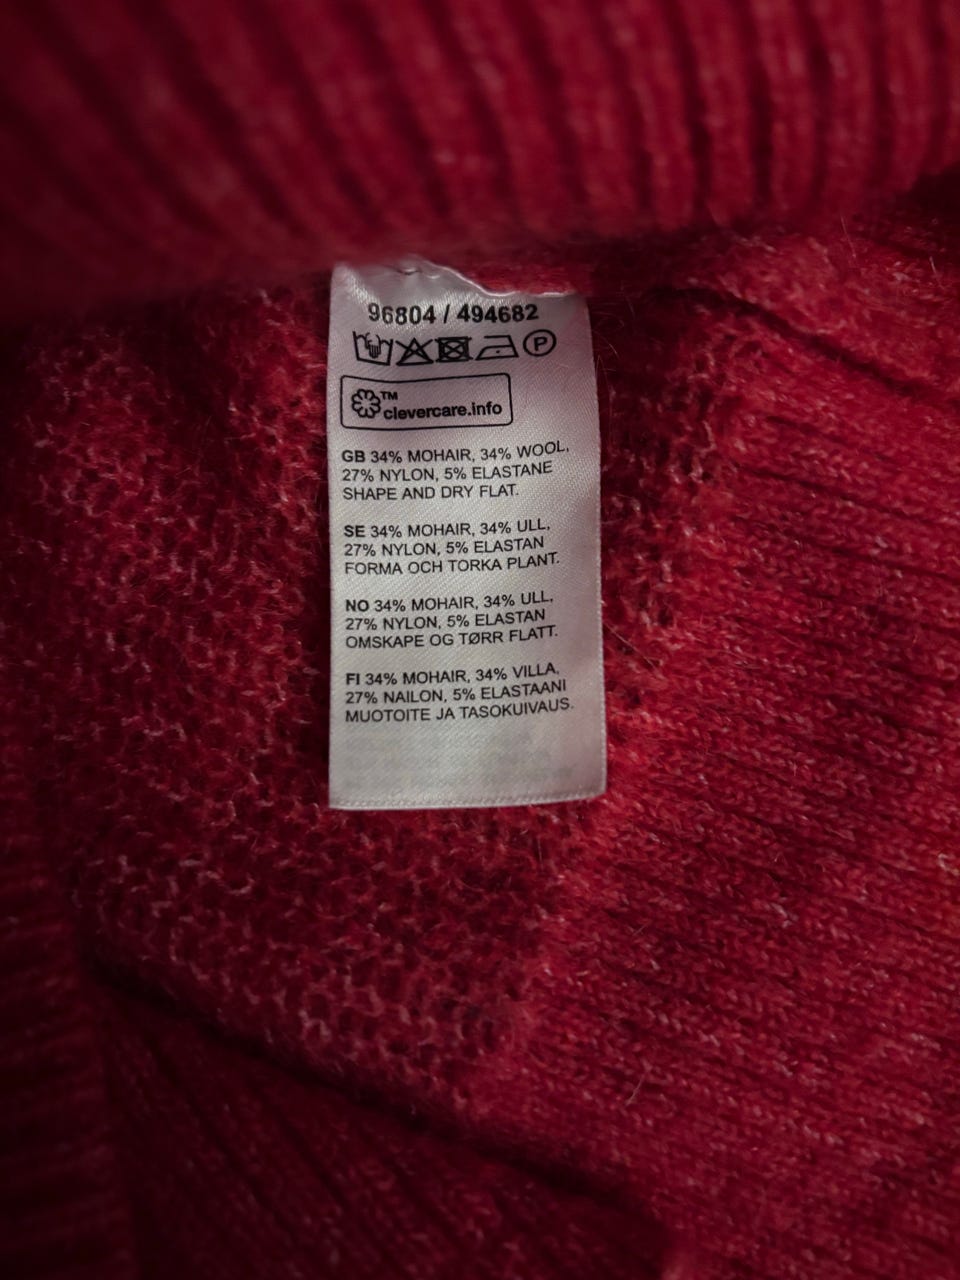 96804 / 494682
P
TM
clevercare.info
GB 34% MOHAIR, 34% WOOL,
27% NYLON, 5% ELASTANE
SHAPE AND DRY FLAT.
SE 34% MOHAIR, 34% ULL,
27% NYLON, 5% ELASTAN
FORMA OCH TORKA PLANT.
NO 34% MOHAIR, 34% ULL,
27% NYLON, 5% ELASTAN
OMSKAPE OG TØRR FLATT.
FI 34% MOHAIR, 34% VILLA,
27% NAILON, 5% ELASTAANI
MUOTOITE JA TASOKUIVAUS.